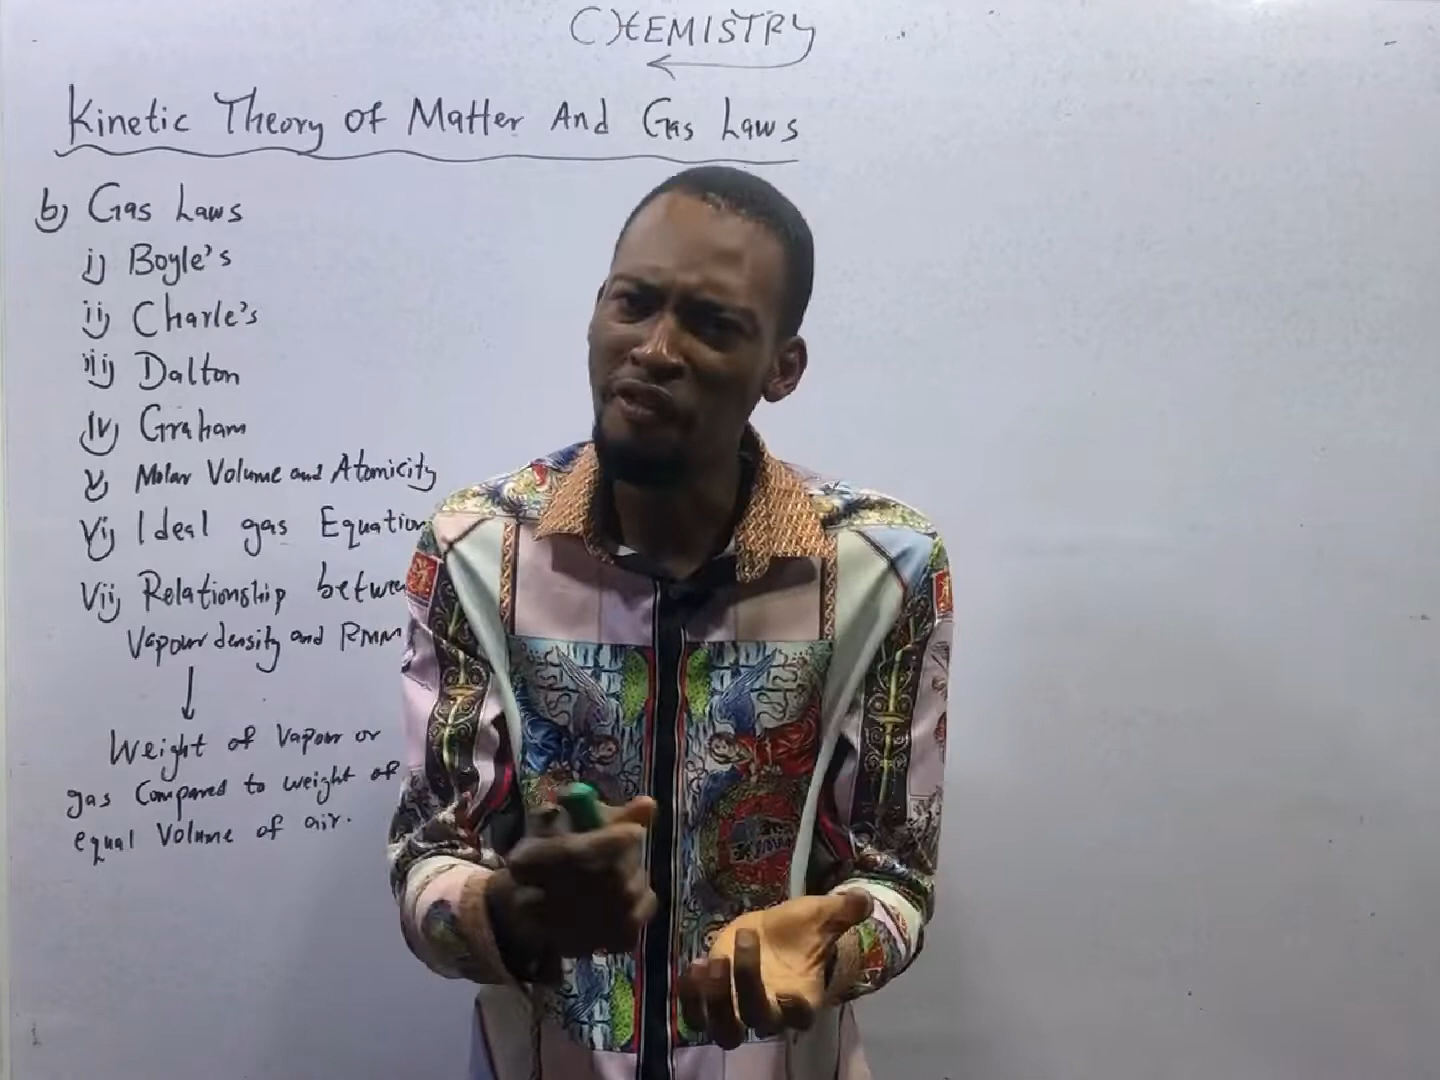 CHEMISTRY
Kinetic Theory of Matter And Gas Laws
b) Gas Laws
i) Boyle's
ii) Charle's
iii) Dalton
iv) Graham
v) Molar Volume and Atomicity
vi) Ideal gas Equation
vii) Relationship between
Vapour density and RMM
Weight of Vapour or
gas Compared to weight of
equal Volume of air.